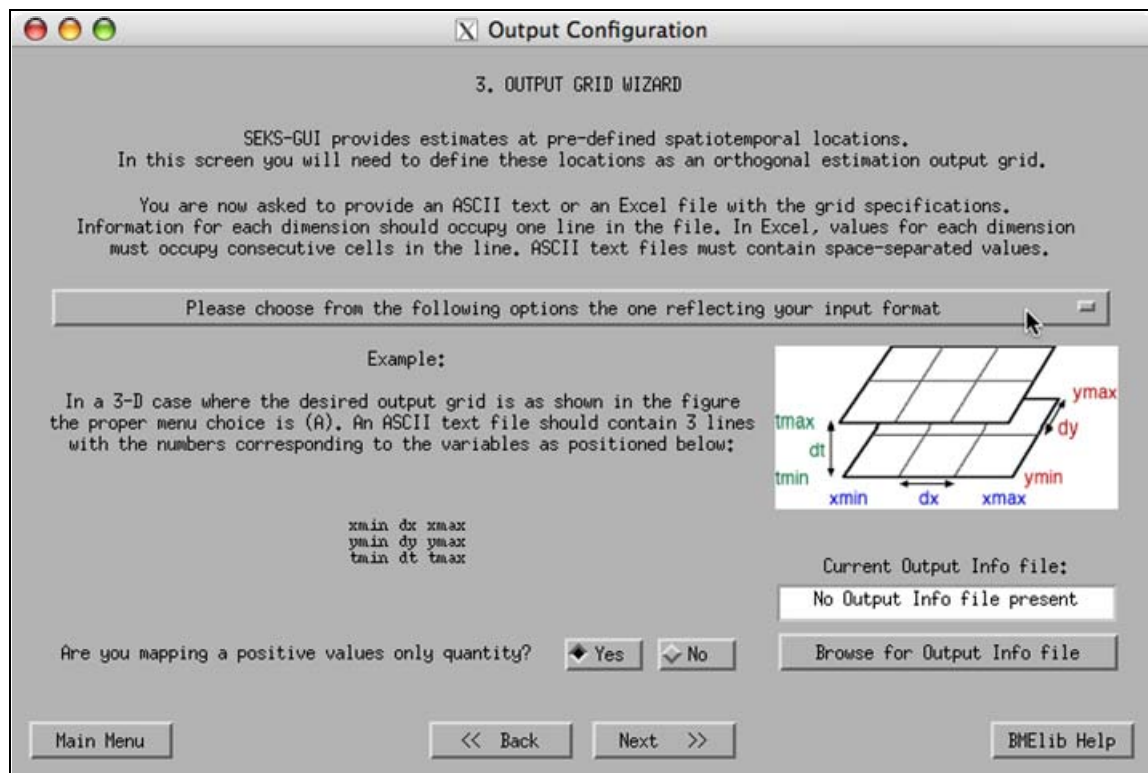 Output Configuration
3. OUTPUT GRID WIZARD
SEKS-GUI provides estimates at pre-defined spatiotemporal locations.
In this screen you will need to define these locations as an orthogonal estimation output grid.
You are now asked to provide an ASCII text or an Excel file with the grid specifications.
Information for each dimension should occupy one line in the file. In Excel, values for each dimension
must occupy consecutive cells in the line. ASCII text files must contain space-separated values.
Please choose from the following options the one reflecting your input format
Example:
In a 3-D case where the desired output grid is as shown in the figure
the proper menu choice is (A). An ASCII text file should contain 3 lines
with the numbers corresponding to the variables as positioned below:
xmin dx xmax
ymin dy ymax
tmin dt tmax
tmax
dt
tmin
xmin
dx
xmax
ymin
dy
ymax
Current Output Info file:
No Output Info file present
Are you mapping a positive values only quantity?
Yes
No
Browse for Output Info file
Main Menu
<< Back
Next >>
BMElib Help